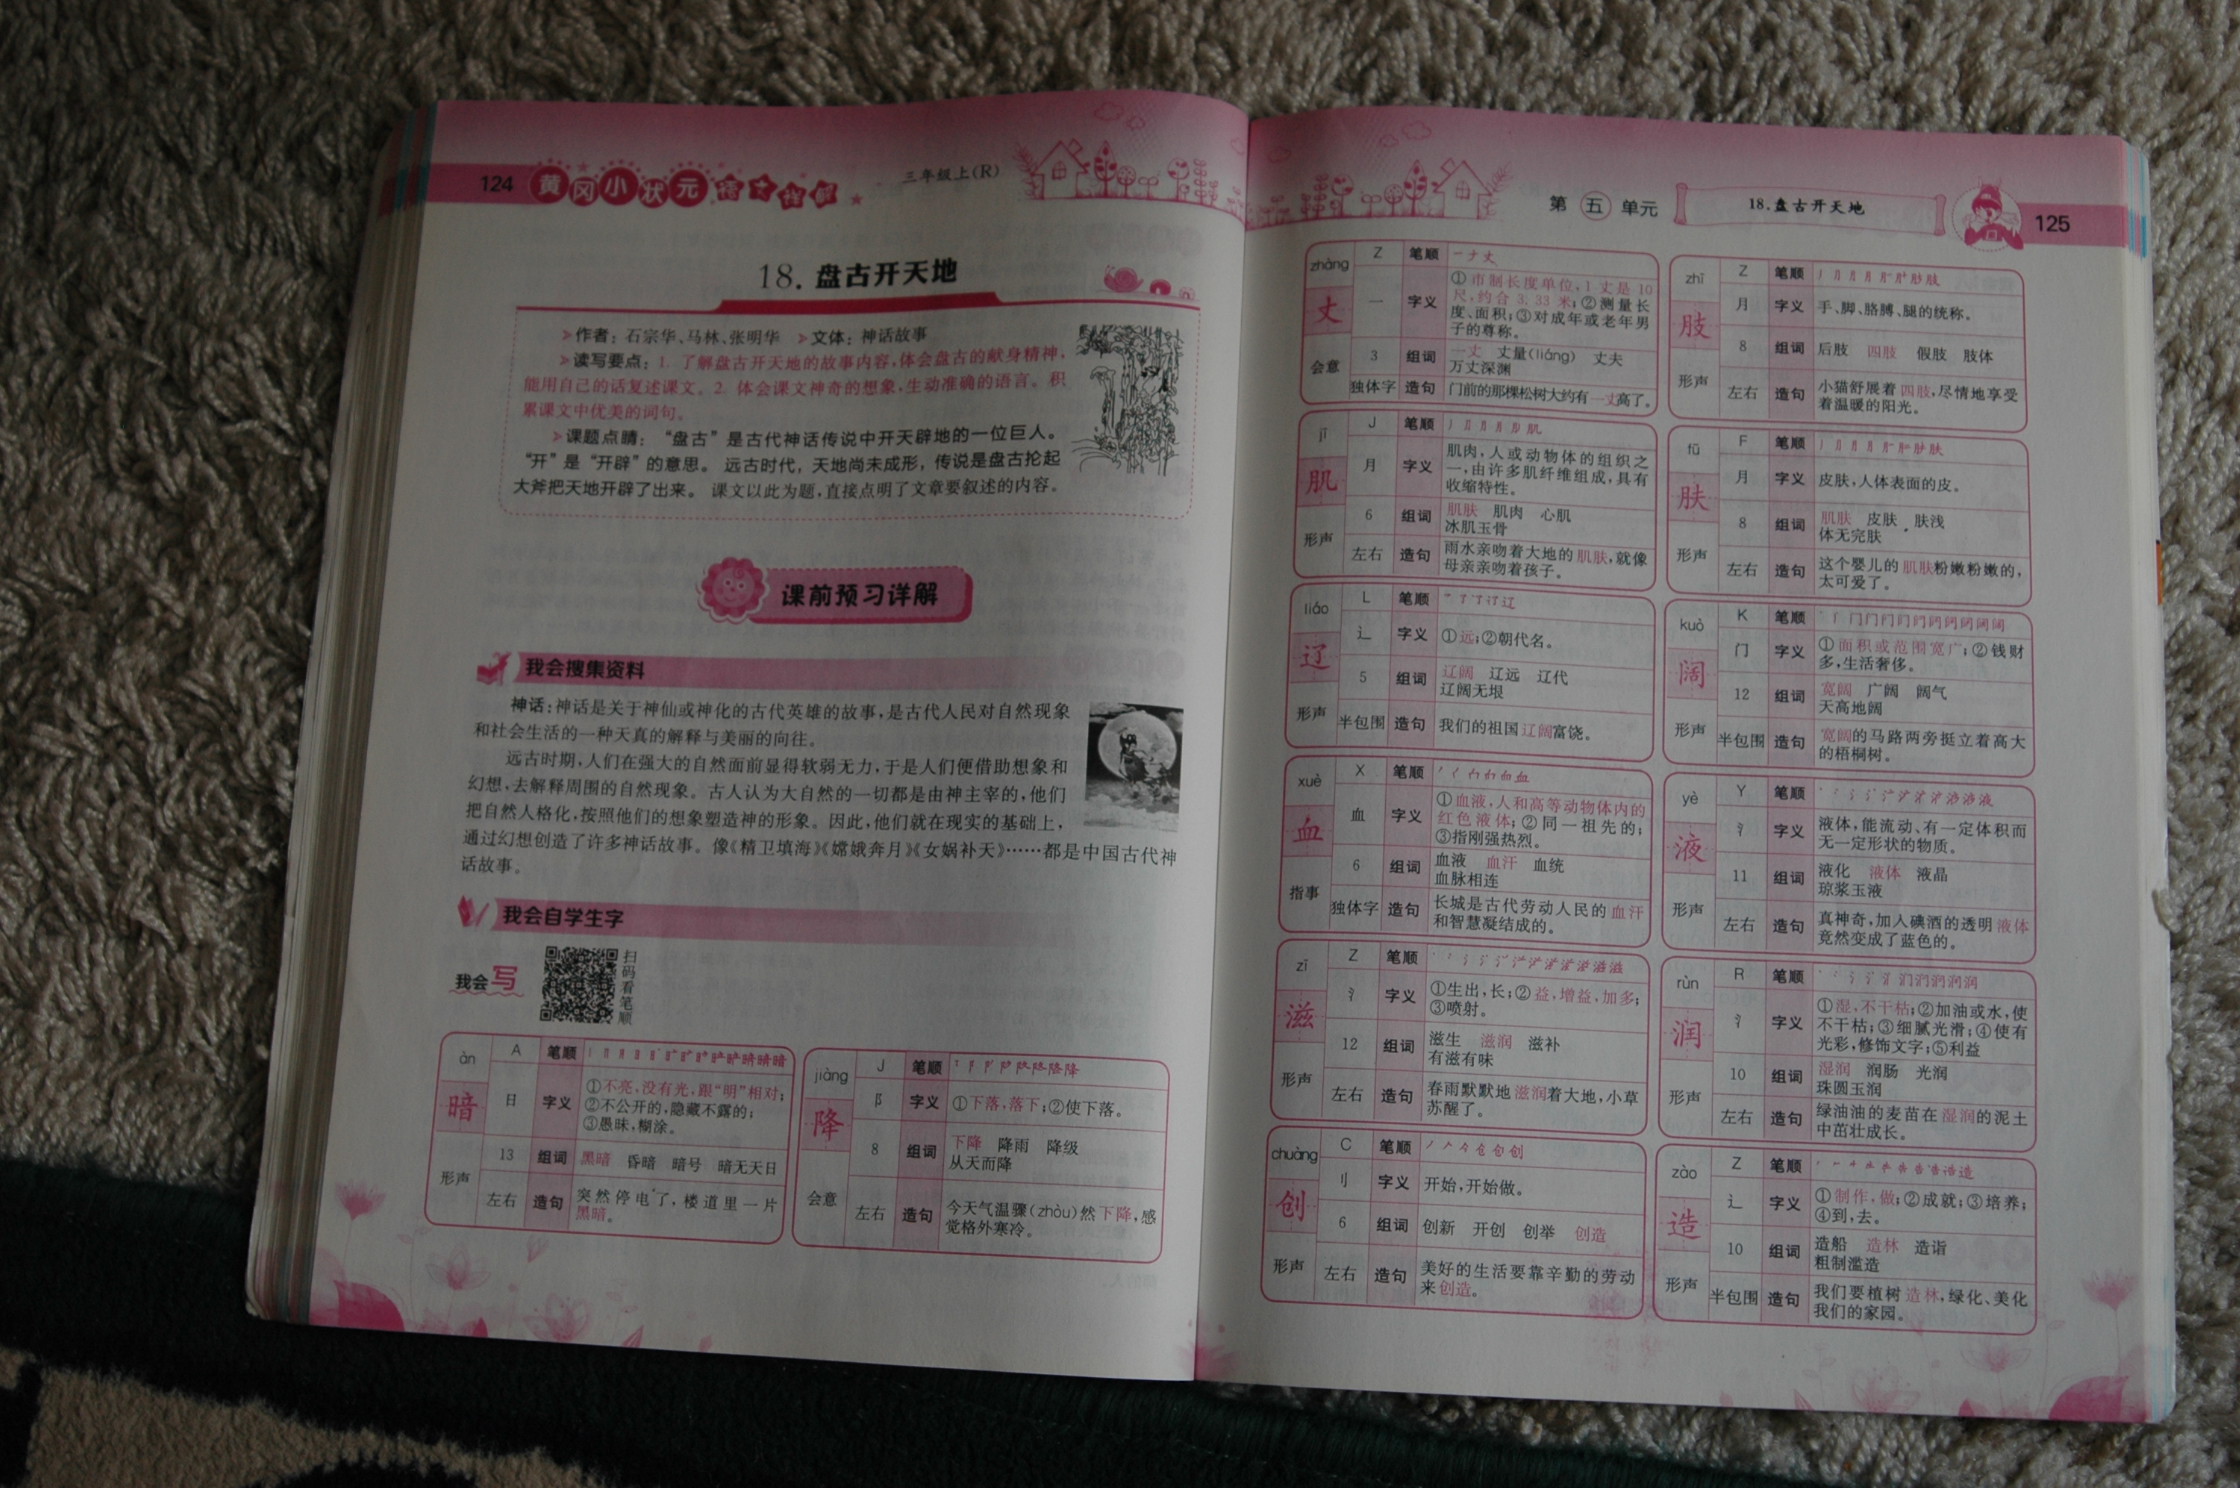 124
黄冈小状元
语文详解
三年级上(R)
18. 盘古开天地
作者：石宗华、马林、张明华 文体：神话故事
读写要点：1. 了解盘古开天地的故事内容,体会盘古的献身精神,
能用自己的话复述课文。2. 体会课文神奇的想象,生动准确的语言。积
累课文中优美的词句。
课题点睛：“盘古”是古代神话传说中开天辟地的一位巨人。
“开”是“开辟”的意思。远古时代，天地尚未成形，传说是盘古抡起
大斧把天地开辟了出来。课文以此为题,直接点明了文章要叙述的内容。
课前预习详解
我会搜集资料
神话:神话是关于神仙或神化的古代英雄的故事,是古代人民对自然现象
和社会生活的一种天真的解释与美丽的向往。
远古时期,人们在强大的自然面前显得软弱无力,于是人们便借助想象和
幻想,去解释周围的自然现象。古人认为大自然的一切都是由神主宰的,他们
把自然人格化,按照他们的想象塑造神的形象。因此,他们就在现实的基础上,
通过幻想创造了许多神话故事。像《精卫填海》《嫦娥奔月》《女娲补天》……都是中国古代神
话故事。
我会自学生字
我会写
扫码看笔顺
àn
暗
形声
A
日
13
左右
笔顺
字义
①不亮,没有光,跟“明”相对;
②不公开的,隐藏不露的;
③愚昧,糊涂。
组词
黑暗 昏暗 暗号 暗无天日
造句
突然停电了，楼道里一片
黑暗。
jiàng
降
会意
J
阝
8
左右
笔顺
字义
①下落,落下;②使下落。
组词
下降 降雨 降级
从天而降
造句
今天气温骤(zhòu)然下降,感
觉格外寒冷。
第五单元
18. 盘古开天地
125
zhàng
丈
会意
Z
一
3
独体字
笔顺
一 ナ 丈
字义
①市制长度单位,1丈是10
尺,约合3.33米;②测量长
度、面积;③对成年或老年男
子的尊称。
组词
一丈 丈量(liáng) 丈夫
万丈深渊
造句
门前的那棵松树大约有一丈高了。
zhī
肢
形声
Z
月
8
左右
笔顺
字义
手、脚、胳膊、腿的统称。
组词
后肢 四肢 假肢 肢体
造句
小猫舒展着四肢,尽情地享受
着温暖的阳光。
jī
肌
形声
J
月
6
左右
笔顺
字义
肌肉,人或动物体的组织之
一,由许多肌纤维组成,具有
收缩特性。
组词
肌肤 肌肉 心肌
冰肌玉骨
造句
雨水亲吻着大地的肌肤,就像
母亲亲吻着孩子。
fū
肤
形声
F
月
8
左右
笔顺
字义
皮肤,人体表面的皮。
组词
肌肤 皮肤 肤浅
体无完肤
造句
这个婴儿的肌肤粉嫩粉嫩的,
太可爱了。
liáo
辽
形声
L
辶
5
半包围
笔顺
字义
①远;②朝代名。
组词
辽阔 辽远 辽代
辽阔无垠
造句
我们的祖国辽阔富饶。
kuò
阔
形声
K
门
12
半包围
笔顺
字义
①面积或范围宽广;②钱财
多,生活奢侈。
组词
宽阔 广阔 阔气
天高地阔
造句
宽阔的马路两旁挺立着高大
的梧桐树。
xuè
血
指事
X
血
6
独体字
笔顺
字义
①血液,人和高等动物体内的
红色液体;②同一祖先的;
③指刚强热烈。
组词
血液 血汗 血统
血脉相连
造句
长城是古代劳动人民的血汗
和智慧凝结成的。
yè
液
形声
Y
氵
11
左右
笔顺
字义
液体,能流动,有一定体积而
无一定形状的物质。
组词
液化 液体 液晶
琼浆玉液
造句
真神奇,加入碘酒的透明液体
竟然变成了蓝色的。
zī
滋
形声
Z
氵
12
左右
笔顺
字义
①生出,长;②益,增益,加多;
③喷射。
组词
滋生 滋润 滋补
有滋有味
造句
春雨默默地滋润着大地,小草
苏醒了。
rùn
润
形声
R
氵
10
左右
笔顺
字义
①湿,不干枯;②加油或水,使
不干枯;③细腻光滑;④使有
光彩,修饰文字;⑤利益
组词
湿润 润肠 光润
珠圆玉润
造句
绿油油的麦苗在湿润的泥土
中茁壮成长。
chuàng
创
形声
C
刂
6
左右
笔顺
字义
开始,开始做。
组词
创新 开创 创举 创造
造句
美好的生活要靠辛勤的劳动
来创造。
zào
造
形声
Z
辶
10
半包围
笔顺
字义
①制作,做;②成就;③培养;
④到,去。
组词
造船 造林 造诣
粗制滥造
造句
我们要植树造林,绿化、美化
我们的家园。